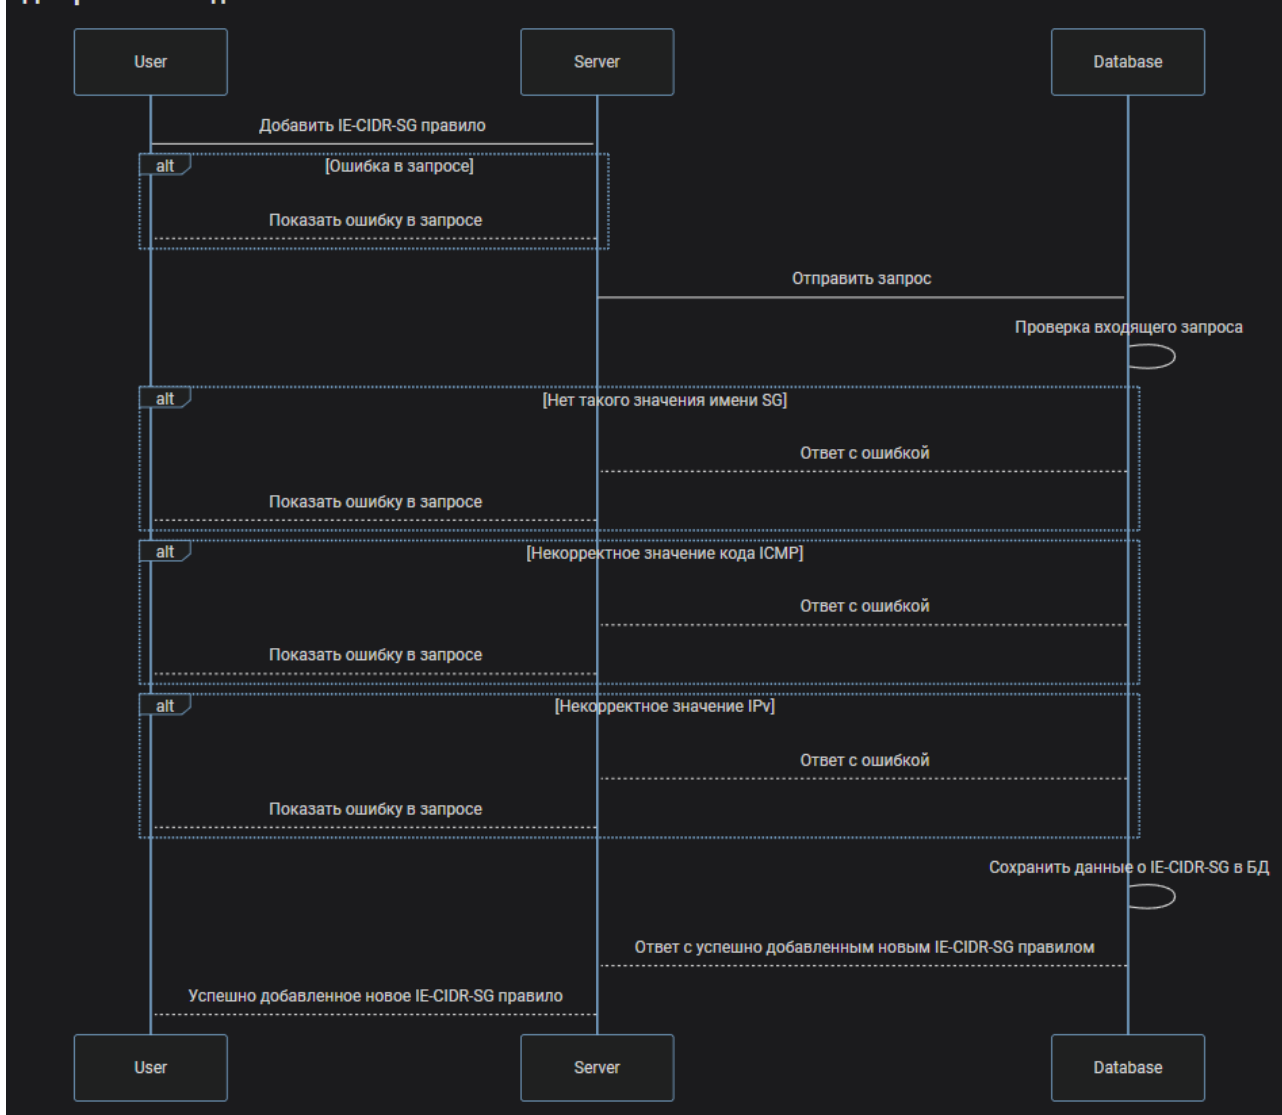 User
Server
Database
Добавить IE-CIDR-SG правило
alt
[Ошибка в запросе]
Показать ошибку в запросе
Отправить запрос
Проверка входящего запроса
alt
[Нет такого значения имени SG]
Ответ с ошибкой
Показать ошибку в запросе
alt
[Некорректное значение кода ICMP]
Ответ с ошибкой
Показать ошибку в запросе
alt
[Некорректное значение IPv]
Ответ с ошибкой
Показать ошибку в запросе
Сохранить данные о IE-CIDR-SG в БД
Ответ с успешно добавленным новым IE-CIDR-SG правилом
Успешно добавленное новое IE-CIDR-SG правило
User
Server
Database